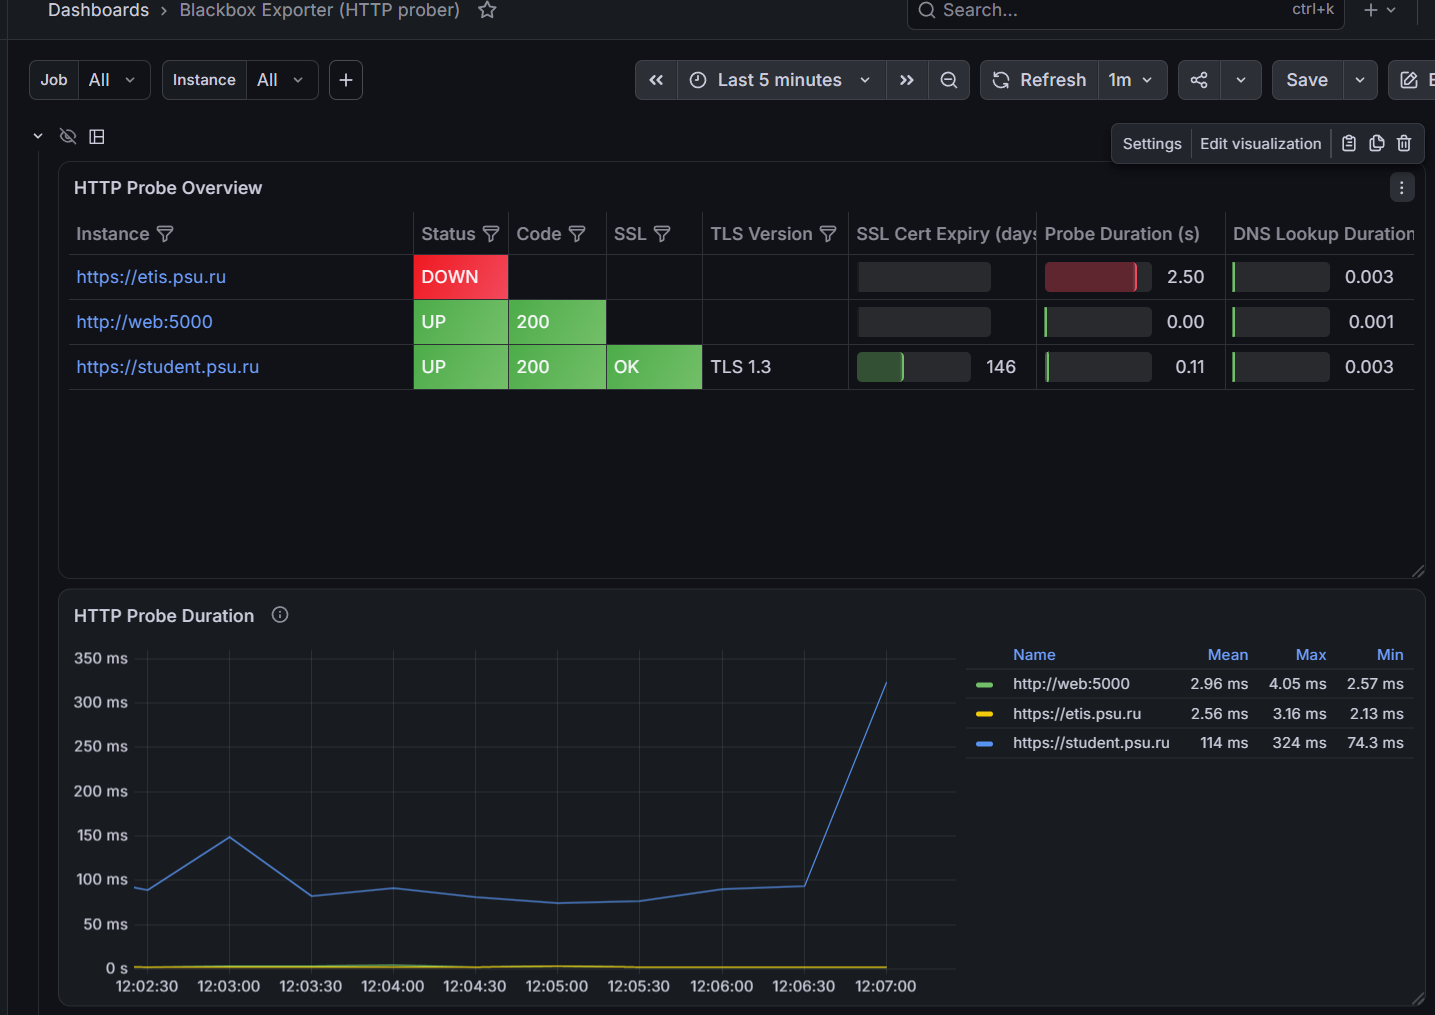 Dashboards › Blackbox Exporter (HTTP prober) Search... ctrl+k
Job All Instance All Last 5 minutes Refresh 1m Save
Settings Edit visualization
HTTP Probe Overview
Instance Status Code SSL TLS Version SSL Cert Expiry (days Probe Duration (s) DNS Lookup Duration
https://etis.psu.ru DOWN 2.50 0.003
http://web:5000 UP 200 0.00 0.001
https://student.psu.ru UP 200 OK TLS 1.3 146 0.11 0.003
HTTP Probe Duration
350 ms
300 ms
250 ms
200 ms
150 ms
100 ms
50 ms
0 s
12:02:30 12:03:00 12:03:30 12:04:00 12:04:30 12:05:00 12:05:30 12:06:00 12:06:30 12:07:00
Name Mean Max Min
http://web:5000 2.96 ms 4.05 ms 2.57 ms
https://etis.psu.ru 2.56 ms 3.16 ms 2.13 ms
https://student.psu.ru 114 ms 324 ms 74.3 ms